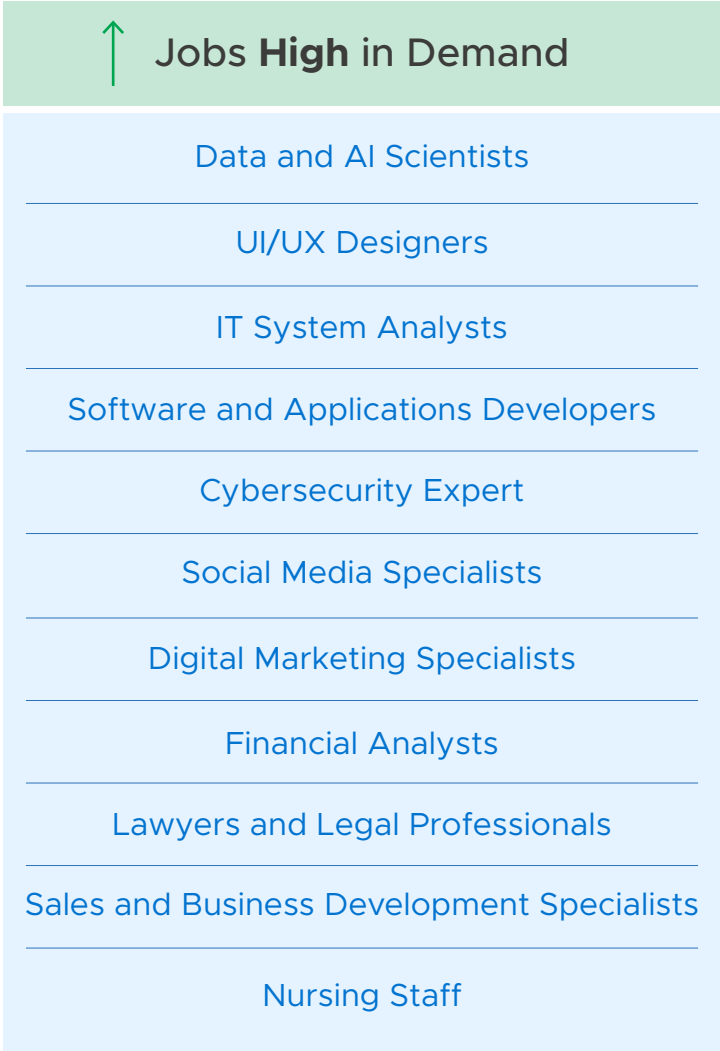 Jobs High in Demand
Data and AI Scientists
UI/UX Designers
IT System Analysts
Software and Applications Developers
Cybersecurity Expert
Social Media Specialists
Digital Marketing Specialists
Financial Analysts
Lawyers and Legal Professionals
Sales and Business Development Specialists
Nursing Staff